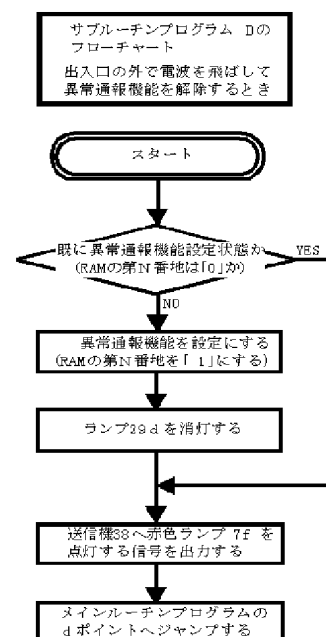 サブルーチンプログラム Dの
フローチャート
出入口の外で電波を飛ばして
異常通報機能を解除するとき
スタート
既に異常通報機能設定状態か
(RAMの第N番地は「0」か)
YES
NO
異常通報機能を設定にする
(RAMの第N番地を「1」にする)
ランプ29dを消灯する
送信機38へ赤色ランプ 7f を
点灯する信号を出力する
メインルーチンプログラムの
dポイントへジャンプする